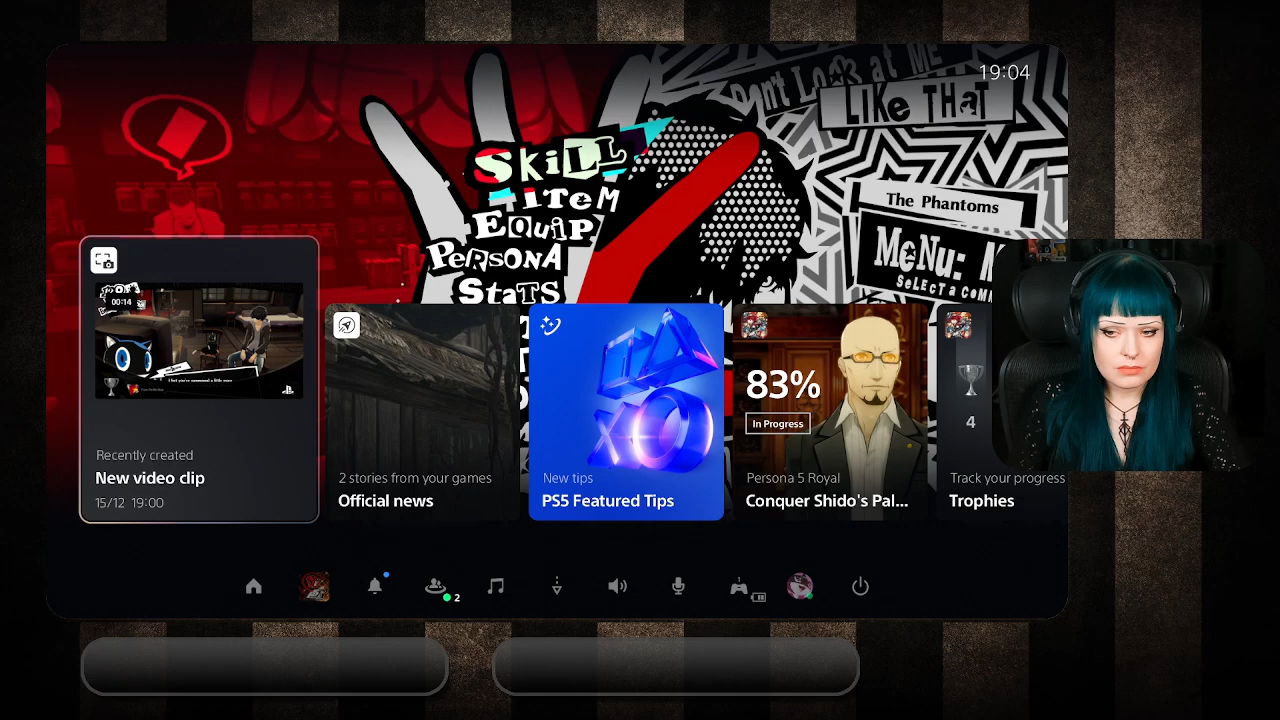 19:04
Don't Look at ME
LIKE THAT
SKiLL
iTEM
EQuiP
PERSONA
StaTS
The Phantoms
MeNu: M
SeLECT a COMM
00:14
Recently created
New video clip
15/12 19:00
2 stories from your games
Official news
New tips
PS5 Featured Tips
83%
In Progress
Persona 5 Royal
Conquer Shido's Pal...
4
Track your progress
Trophies
2